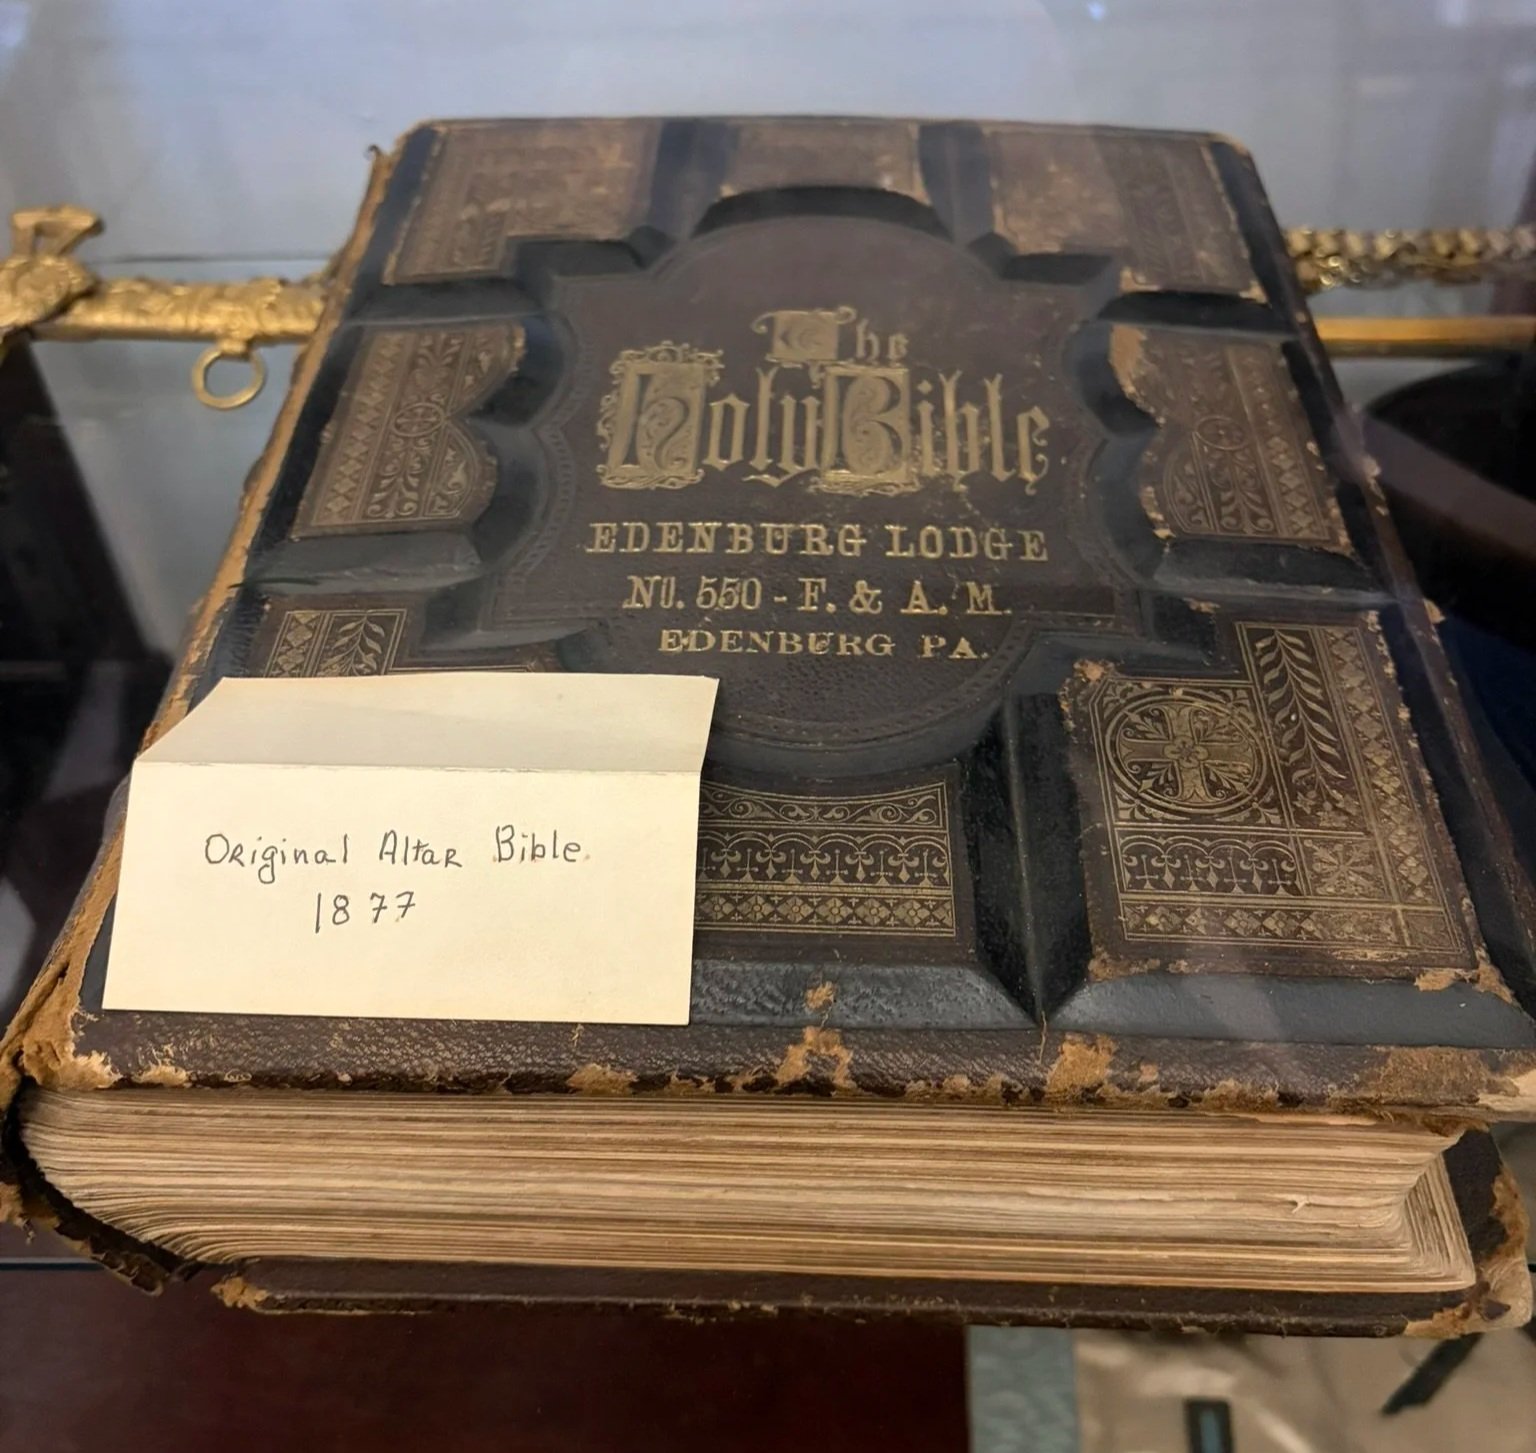 The
Holy Bible
EDENBURG LODGE
NO. 550 - F. & A. M.
EDENBURG PA.
Original Altar Bible.
1877